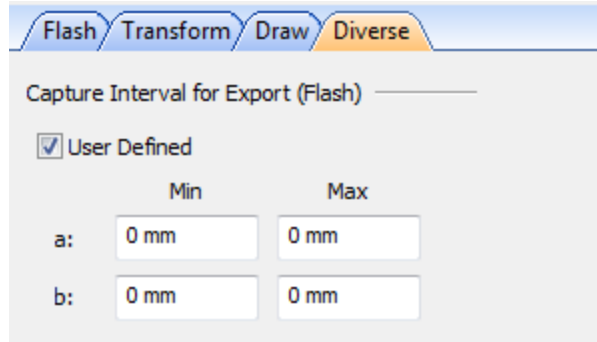 Flash Transform Draw Diverse
Capture Interval for Export (Flash)
User Defined
Min Max
a: 0 mm 0 mm
b: 0 mm 0 mm